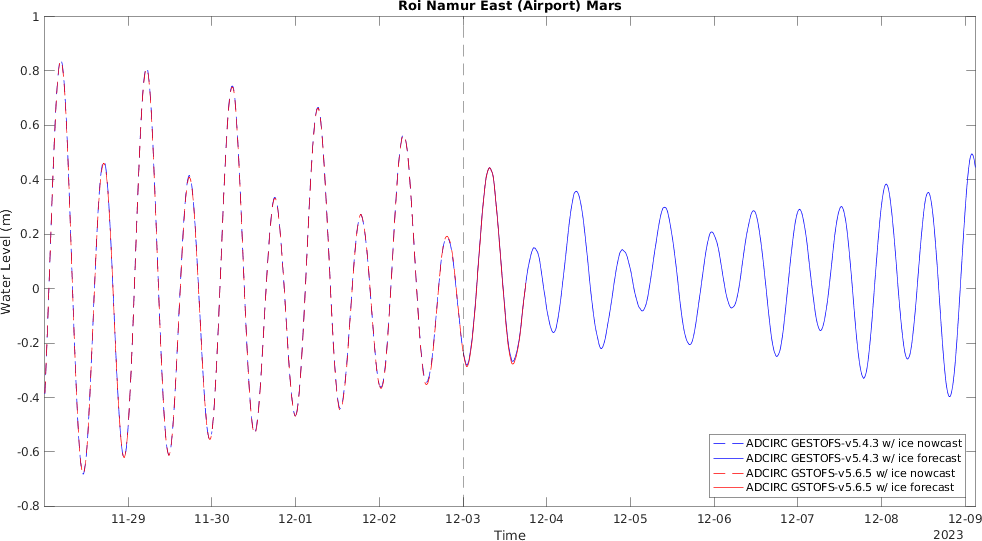 Roi Namur East (Airport) Mars
1
0.8
0.6
0.4
0.2
0
-0.2
-0.4
-0.6
-0.8
Water Level (m)
11-29 11-30 12-01 12-02 12-03 12-04 12-05 12-06 12-07 12-08 12-09
2023
Time
ADCIRC GESTOFS-v5.4.3 w/ ice nowcast
ADCIRC GESTOFS-v5.4.3 w/ ice forecast
ADCIRC GSTOFS-v5.6.5 w/ ice nowcast
ADCIRC GSTOFS-v5.6.5 w/ ice forecast